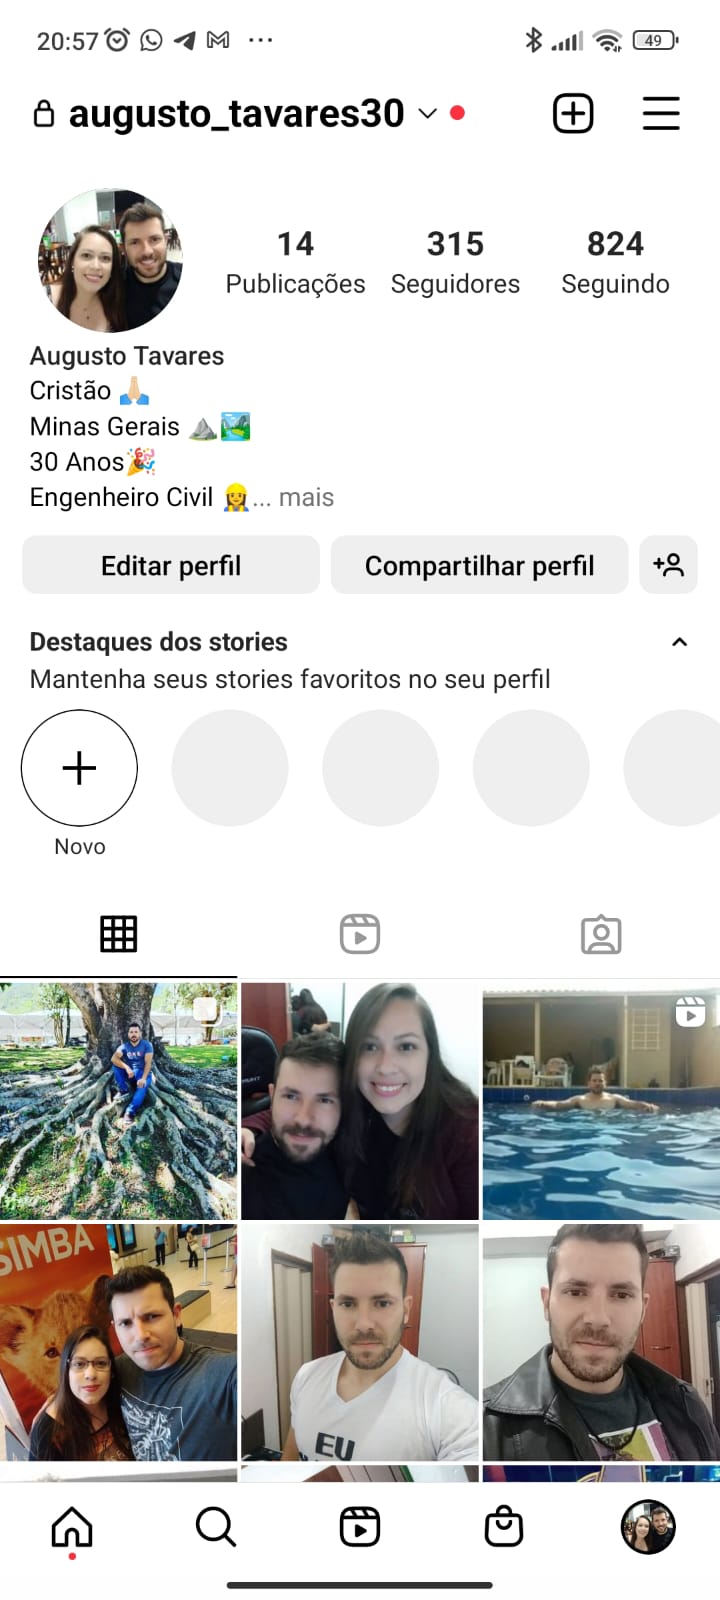 20:57
49
augusto_tavares30
14 315 824
Publicações Seguidores Seguindo
Augusto Tavares
Cristão 🙏🏻
Minas Gerais ⛰️🏞️
30 Anos🎉
Engenheiro Civil 👷‍♀️... mais
Editar perfil Compartilhar perfil
Destaques dos stories
Mantenha seus stories favoritos no seu perfil
Novo
SIMBA
EU